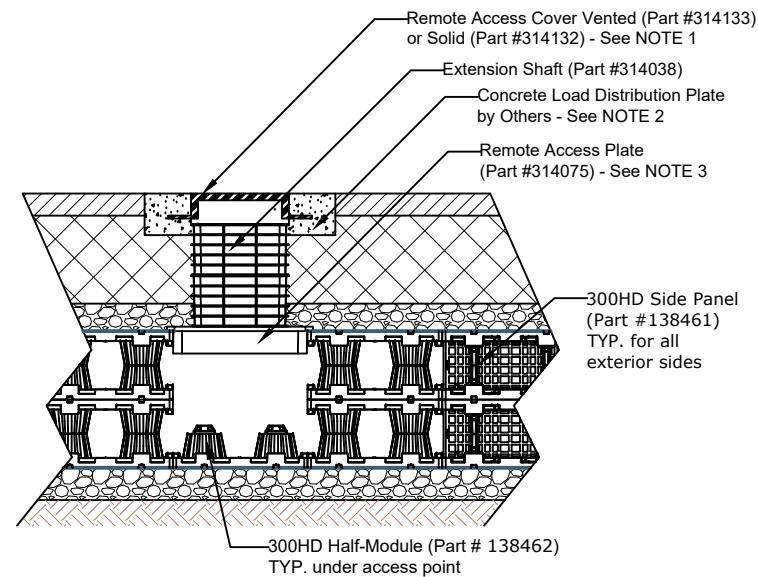 Remote Access Cover Vented (Part #314133)
or Solid (Part #314132) - See NOTE 1
Extension Shaft (Part #314038)
Concrete Load Distribution Plate
by Others - See NOTE 2
Remote Access Plate
(Part #314075) - See NOTE 3
300HD Side Panel
(Part #138461)
TYP. for all
exterior sides
300HD Half-Module (Part # 138462)
TYP. under access point